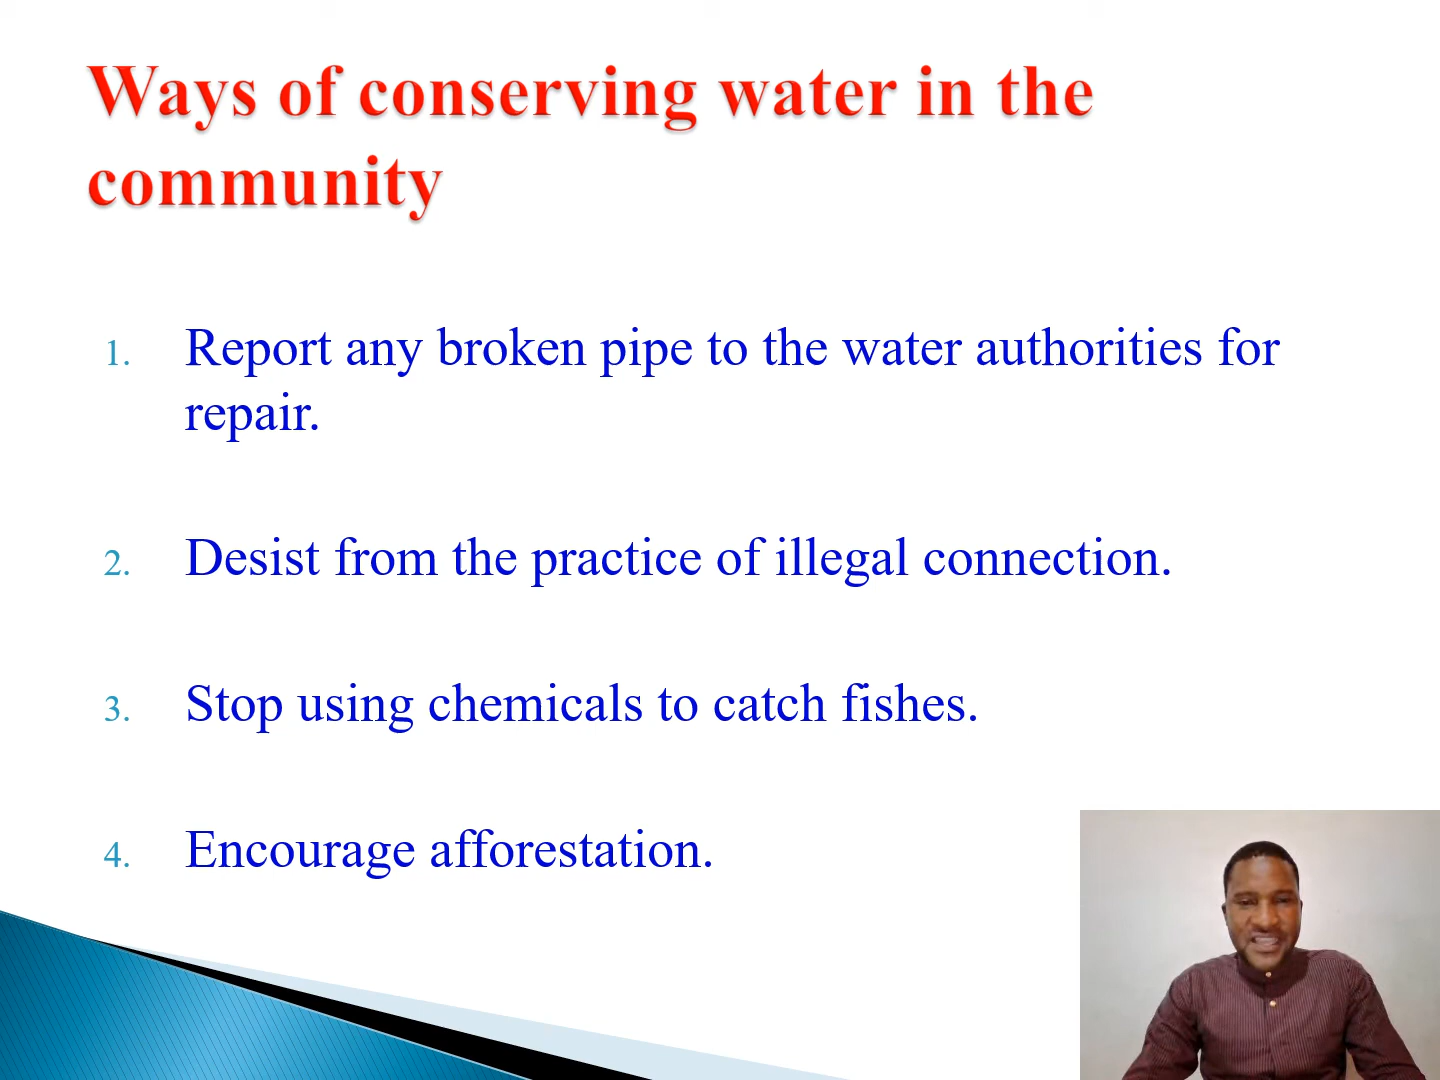 Ways of conserving water in the
community
1. Report any broken pipe to the water authorities for
repair.
2. Desist from the practice of illegal connection.
3. Stop using chemicals to catch fishes.
4. Encourage afforestation.